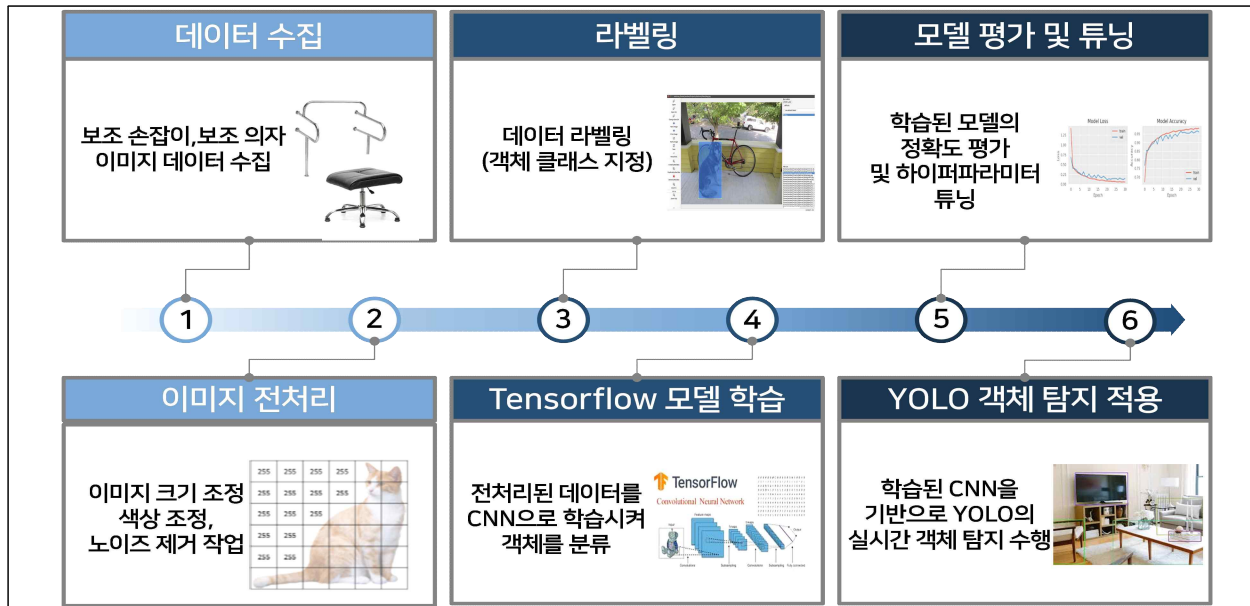 데이터 수집
보조 손잡이,보조 의자
이미지 데이터 수집
라벨링
데이터 라벨링
(객체 클래스 지정)
모델 평가 및 튜닝
학습된 모델의
정확도 평가
및 하이퍼파라미터
튜닝
Model Loss
Model Accuracy
1
2
3
4
5
6
이미지 전처리
이미지 크기 조정
색상 조정,
노이즈 제거 작업
255 255 255 255
255 255 255 255
255 255 255
255 255
255 255
255
Tensorflow 모델 학습
전처리된 데이터를
CNN으로 학습시켜
객체를 분류
TensorFlow
Convolutional Neural Network
YOLO 객체 탐지 적용
학습된 CNN을
기반으로 YOLO의
실시간 객체 탐지 수행